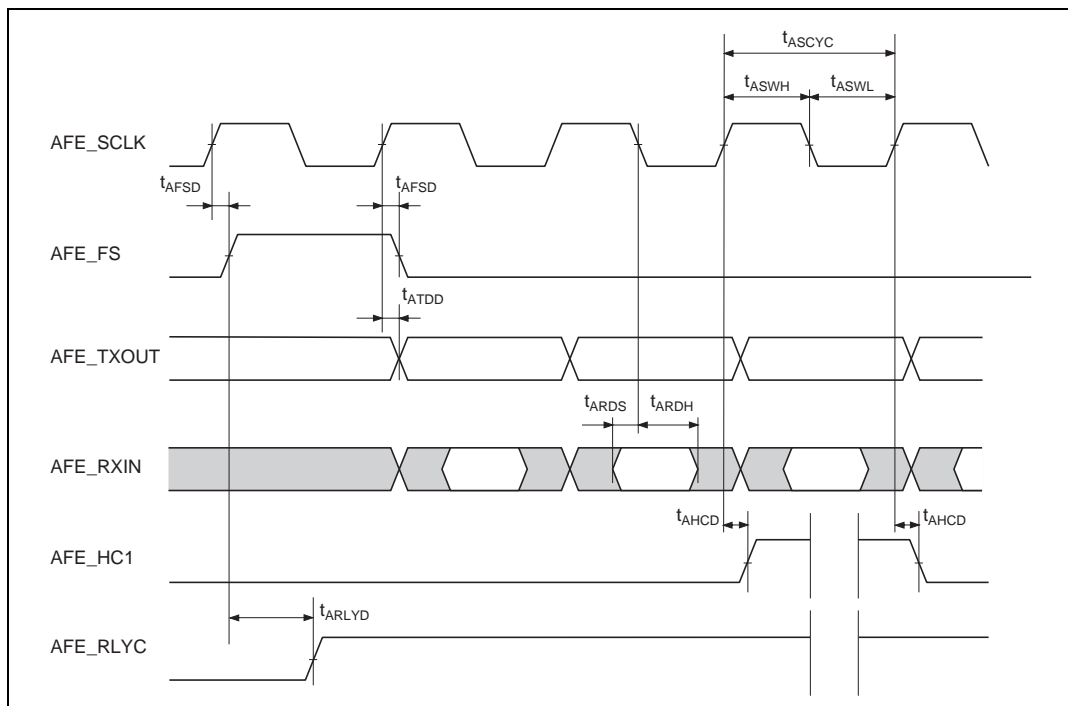 tASCYC
tASWH tASWL
AFE_SCLK
tAFSD tAFSD
AFE_FS
tATDD
AFE_TXOUT
tARDS tARDH
AFE_RXIN
tAHCD tAHCD
AFE_HC1
tARLYD
AFE_RLYC